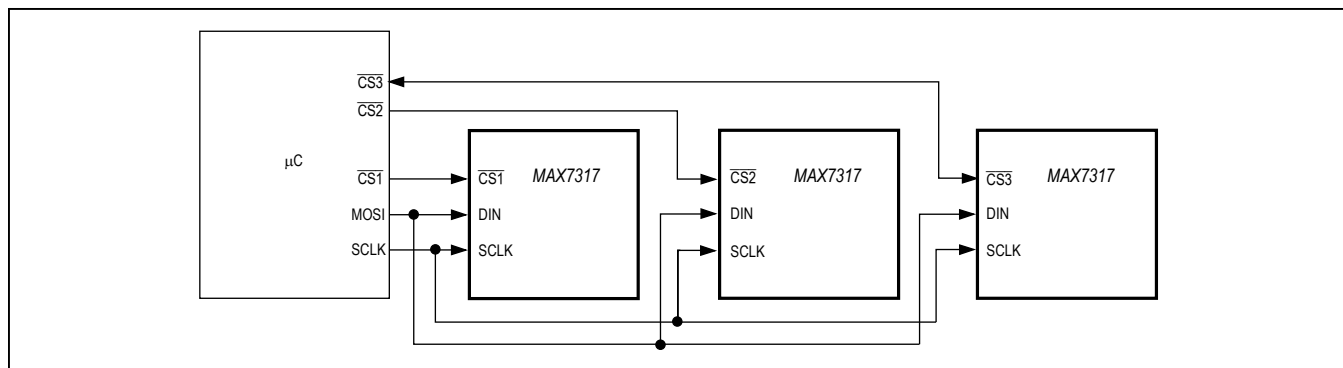 CS3
CS2
μC
CS1
MOSI
SCLK
CS1
MAX7317
DIN
SCLK
CS2
MAX7317
DIN
SCLK
CS3
MAX7317
DIN
SCLK